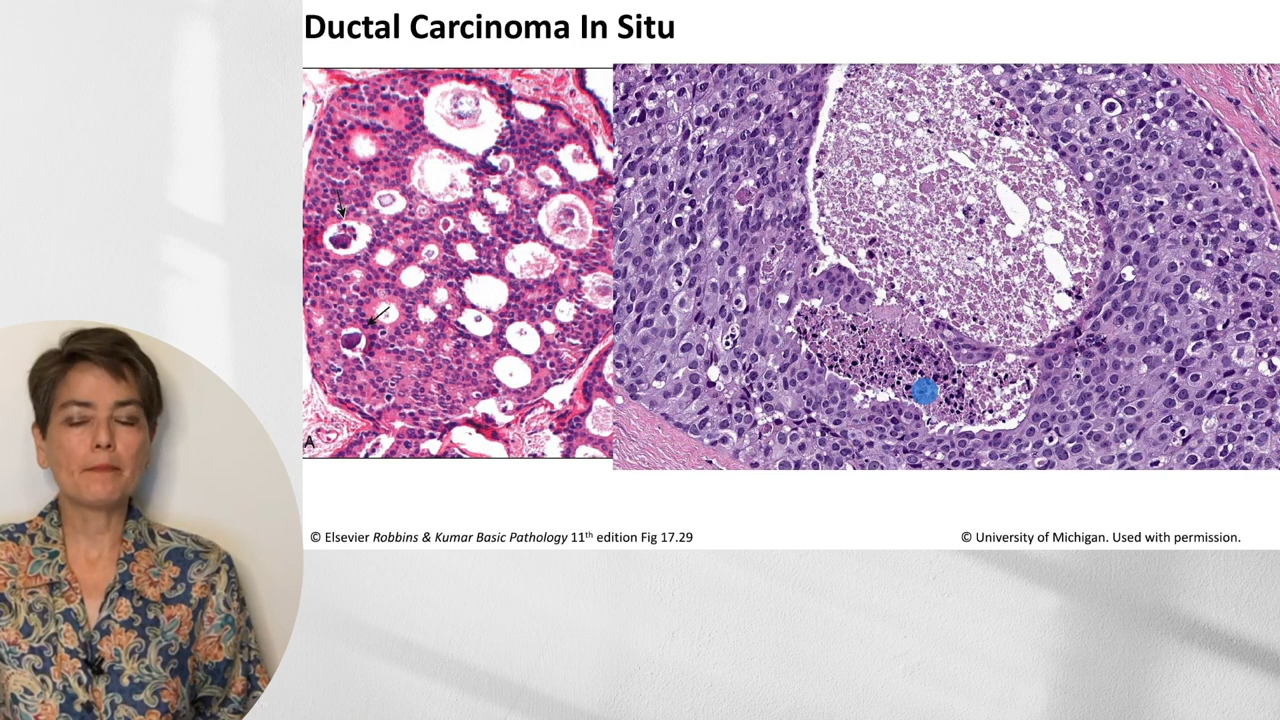 Ductal Carcinoma In Situ
A
© Elsevier Robbins & Kumar Basic Pathology 11th edition Fig 17.29
© University of Michigan. Used with permission.